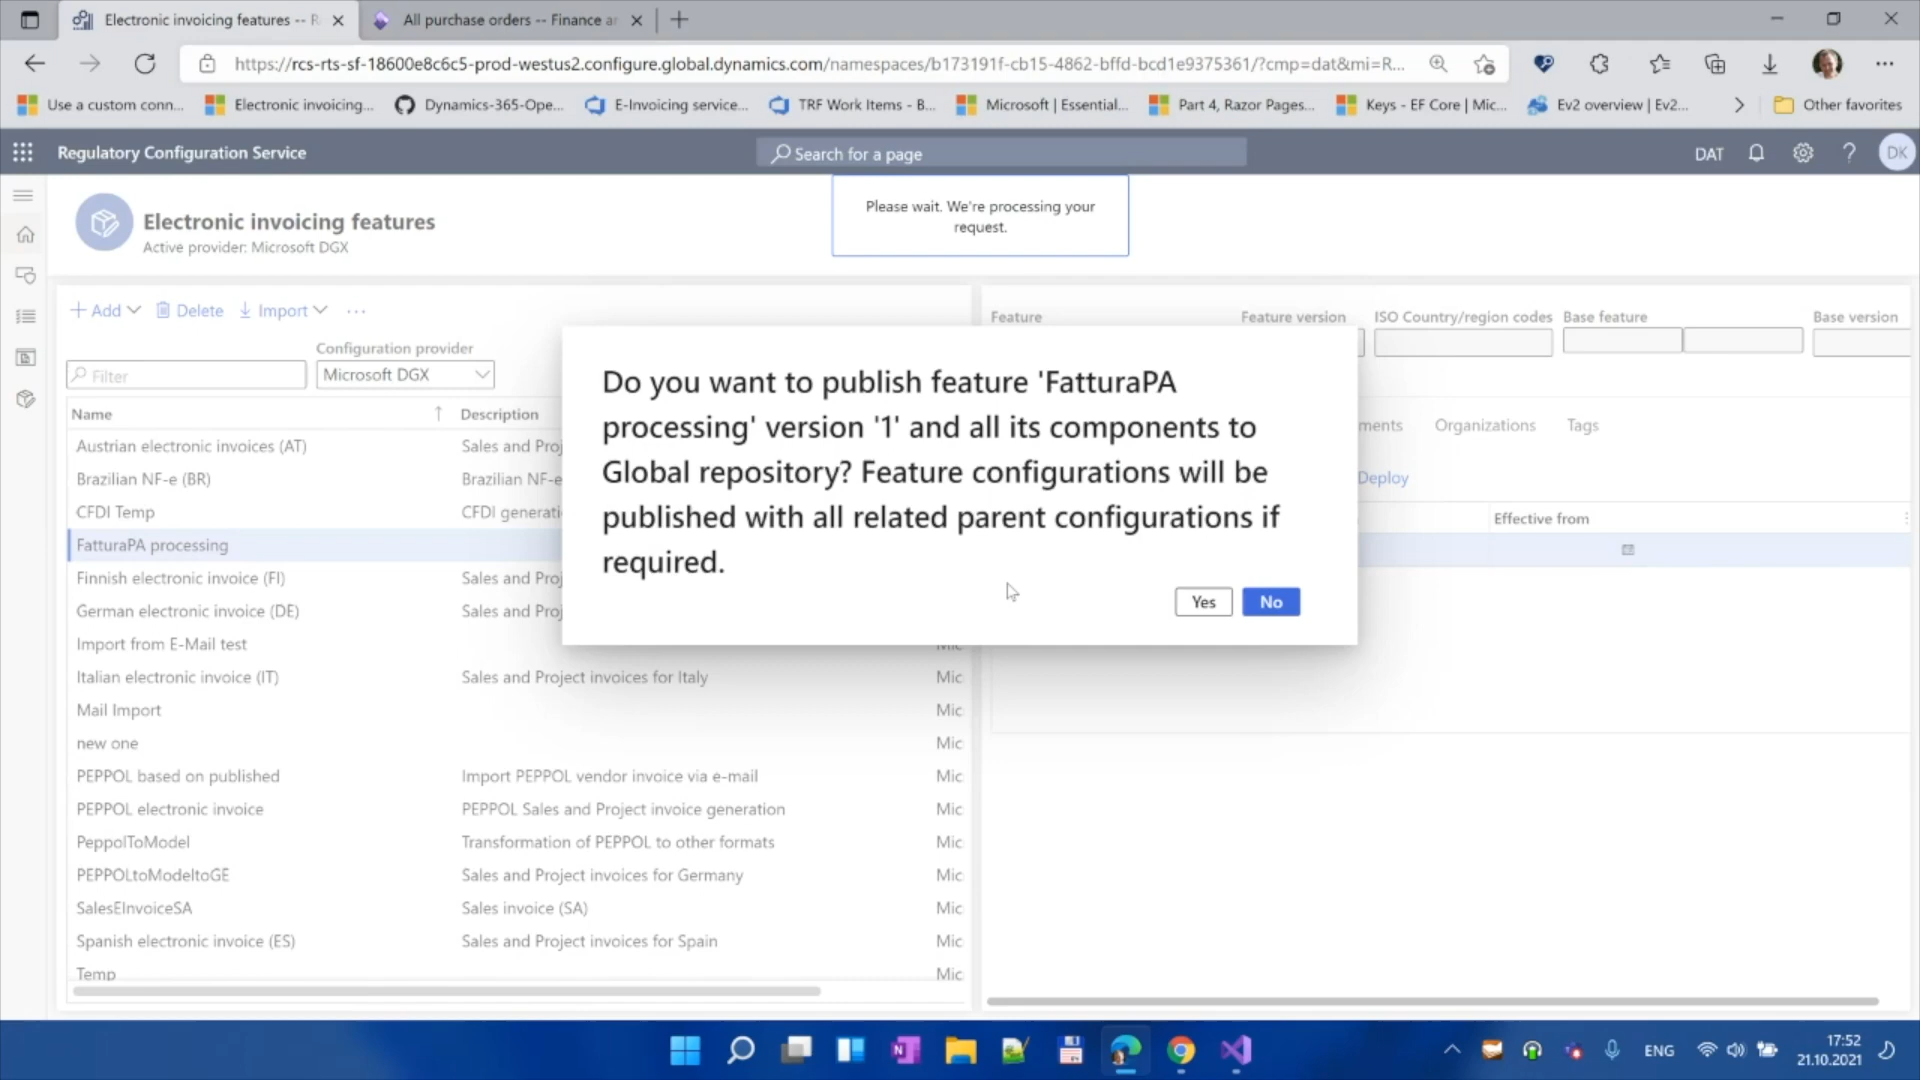 Electronic invoicing features -- R
All purchase orders -- Finance an
https://rcs-rts-sf-18600e8c6c5-prod-westus2.configure.global.dynamics.com/namespaces/b173191f-cb15-4862-bffd-bcd1e9375361/?cmp=dat&mi=R...
Use a custom conn...
Electronic invoicing...
Dynamics-365-Ope...
E-Invoicing service...
TRF Work Items - B...
Microsoft | Essential...
Part 4, Razor Pages...
Keys - EF Core | Mic...
Ev2 overview | Ev2...
Other favorites
Regulatory Configuration Service
Search for a page
DAT
DK
Please wait. We're processing your
request.
Electronic invoicing features
Active provider: Microsoft DGX
Add
Delete
Import
Configuration provider
Filter
Microsoft DGX
Name
Description
Austrian electronic invoices (AT)
Sales and Proj
Brazilian NF-e (BR)
Brazilian NF-e
CFDI Temp
CFDI generati
FatturaPA processing
Finnish electronic invoice (FI)
Sales and Proj
German electronic invoice (DE)
Sales and Proj
Import from E-Mail test
Mic
Italian electronic invoice (IT)
Sales and Project invoices for Italy
Mic
Mail Import
Mic
new one
Mic
PEPPOL based on published
Import PEPPOL vendor invoice via e-mail
Mic
PEPPOL electronic invoice
PEPPOL Sales and Project invoice generation
Mic
PeppolToModel
Transformation of PEPPOL to other formats
Mic
PEPPOLtoModeltoGE
Sales and Project invoices for Germany
Mic
SalesEInvoiceSA
Sales invoice (SA)
Mic
Spanish electronic invoice (ES)
Sales and Project invoices for Spain
Mic
Temp
Mic
Feature
Feature version
ISO Country/region codes
Base feature
Base version
ments
Organizations
Tags
Deploy
Effective from
Do you want to publish feature 'FatturaPA
processing' version '1' and all its components to
Global repository? Feature configurations will be
published with all related parent configurations if
required.
Yes
No
ENG
17:52
21.10.2021